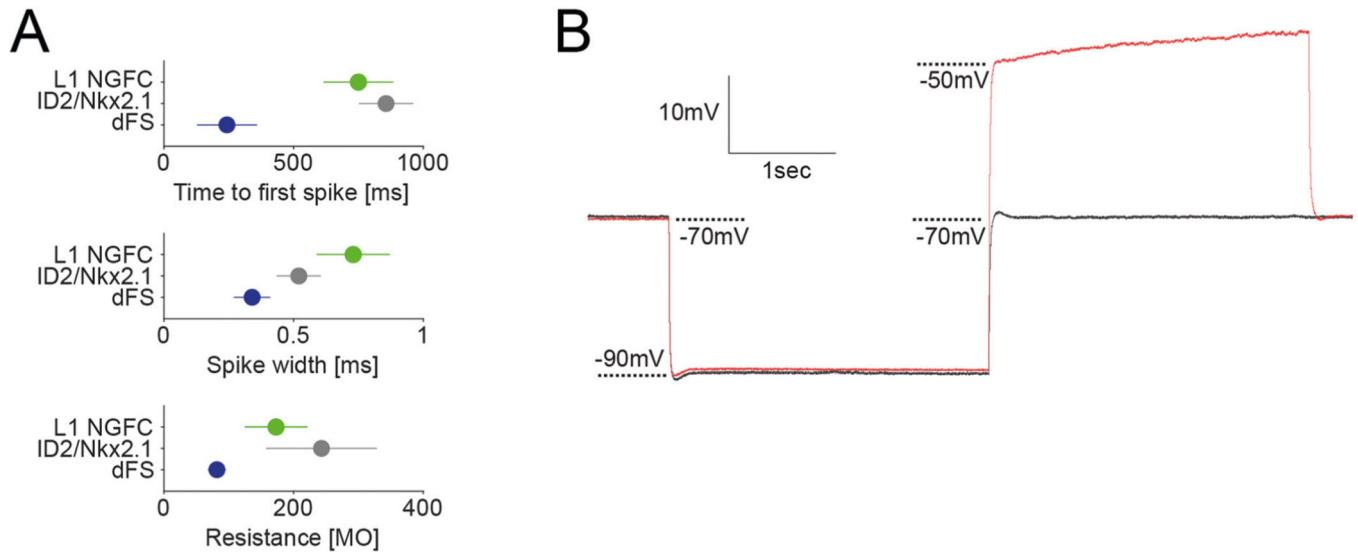 A
L1 NGFC
ID2/Nkx2.1
dFS
0 500 1000
Time to first spike [ms]
L1 NGFC
ID2/Nkx2.1
dFS
0 0.5 1
Spike width [ms]
L1 NGFC
ID2/Nkx2.1
dFS
0 200 400
Resistance [MO]
B
-50mV
10mV
1sec
-70mV
-70mV
-90mV